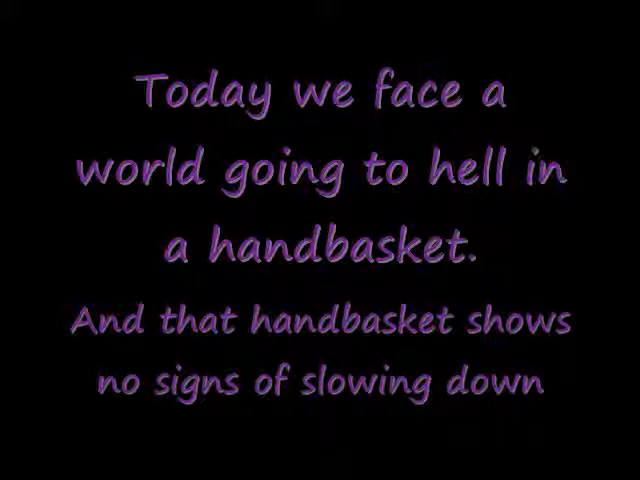 Today we face a
world going to hell in
a handbasket.
And that handbasket shows
no signs of slowing down